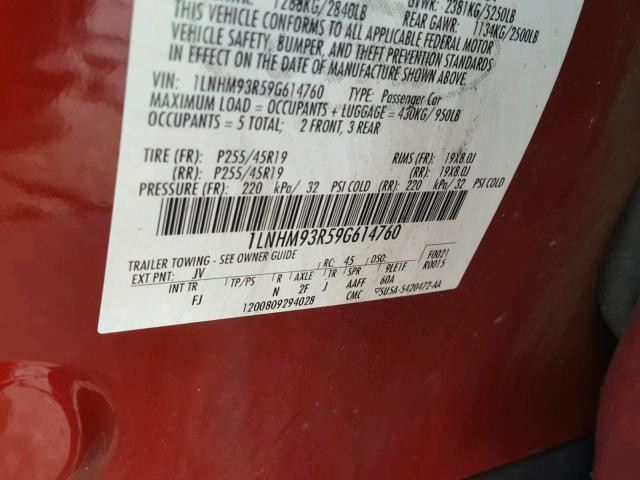 1288KG/2840LB
GVWR: 2381KG/5250LB
REAR GAWR: 1134KG/2500LB
THIS VEHICLE CONFORMS TO ALL APPLICABLE FEDERAL MOTOR
VEHICLE SAFETY, BUMPER, AND THEFT PREVENTION STANDARDS
IN EFFECT ON THE DATE OF MANUFACTURE SHOWN ABOVE.
VIN: 1LNHM93R59G614760 TYPE: Passenger Car
MAXIMUM LOAD = OCCUPANTS + LUGGAGE = 430KG/950LB
OCCUPANTS = 5 TOTAL; 2 FRONT, 3 REAR
TIRE (FR): P255/45R19 RIMS (FR): 19X8.0J
(RR): P255/45R19 (RR): 19X8.0J
PRESSURE (FR): 220 kPa/ 32 PSI COLD (RR): 220 kPa/ 32 PSI COLD
1LNHM93R59G614760
TRAILER TOWING - SEE OWNER GUIDE
EXT PNT: JV RC: 45 DSO: F0021
INT TR TP/PS R AXLE TR SPR 9LE1F R0015
FJ N 2F J AAFF 60A
1200809294028 CMC ▽5U5A-5420472-AA